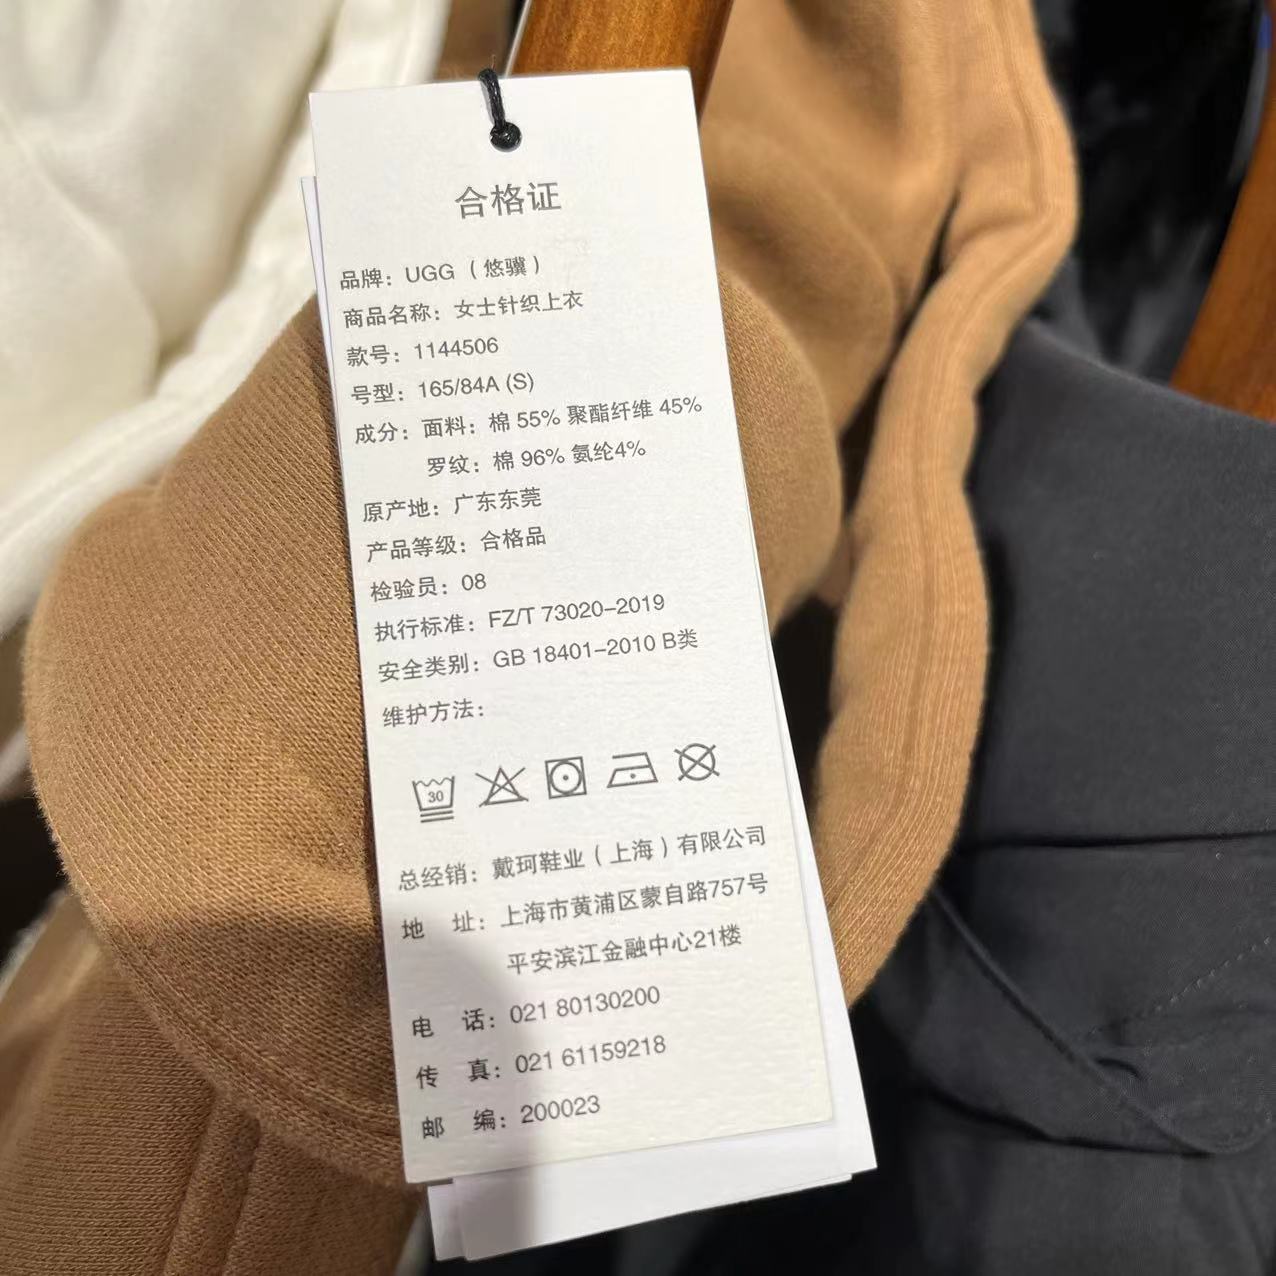 合格证
品牌：UGG（悠骥）
商品名称：女士针织上衣
款号：1144506
号型：165/84A (S)
成分：面料：棉 55% 聚酯纤维 45%
罗纹：棉 96% 氨纶4%
原产地：广东东莞
产品等级：合格品
检验员：08
执行标准：FZ/T 73020-2019
安全类别：GB 18401-2010 B类
维护方法：
30
总经销：戴珂鞋业（上海）有限公司
地 址：上海市黄浦区蒙自路757号
平安滨江金融中心21楼
电 话：021 80130200
传 真：021 61159218
邮 编：200023